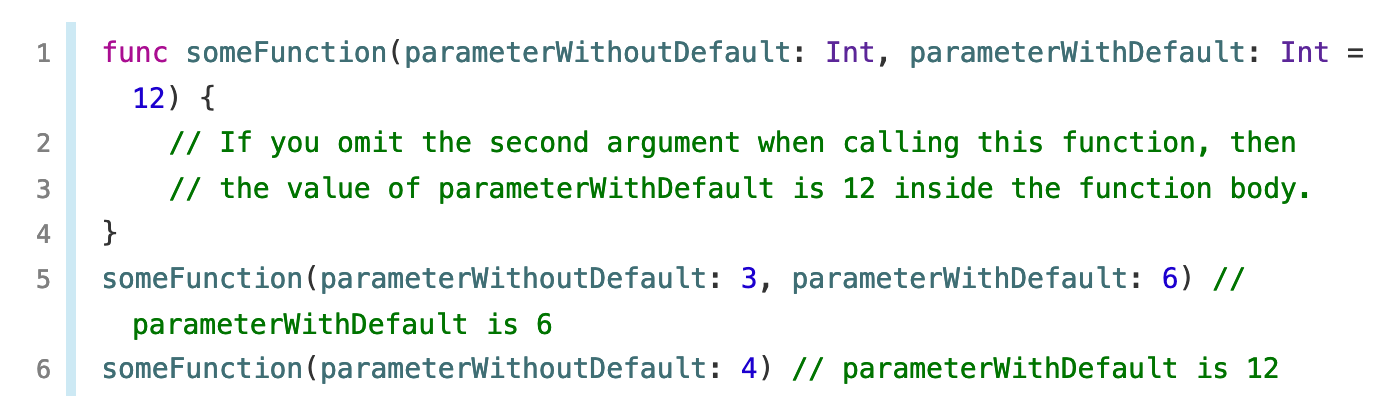 1 func someFunction(parameterWithoutDefault: Int, parameterWithDefault: Int =
12) {
2 // If you omit the second argument when calling this function, then
3 // the value of parameterWithDefault is 12 inside the function body.
4 }
5 someFunction(parameterWithoutDefault: 3, parameterWithDefault: 6) //
parameterWithDefault is 6
6 someFunction(parameterWithoutDefault: 4) // parameterWithDefault is 12